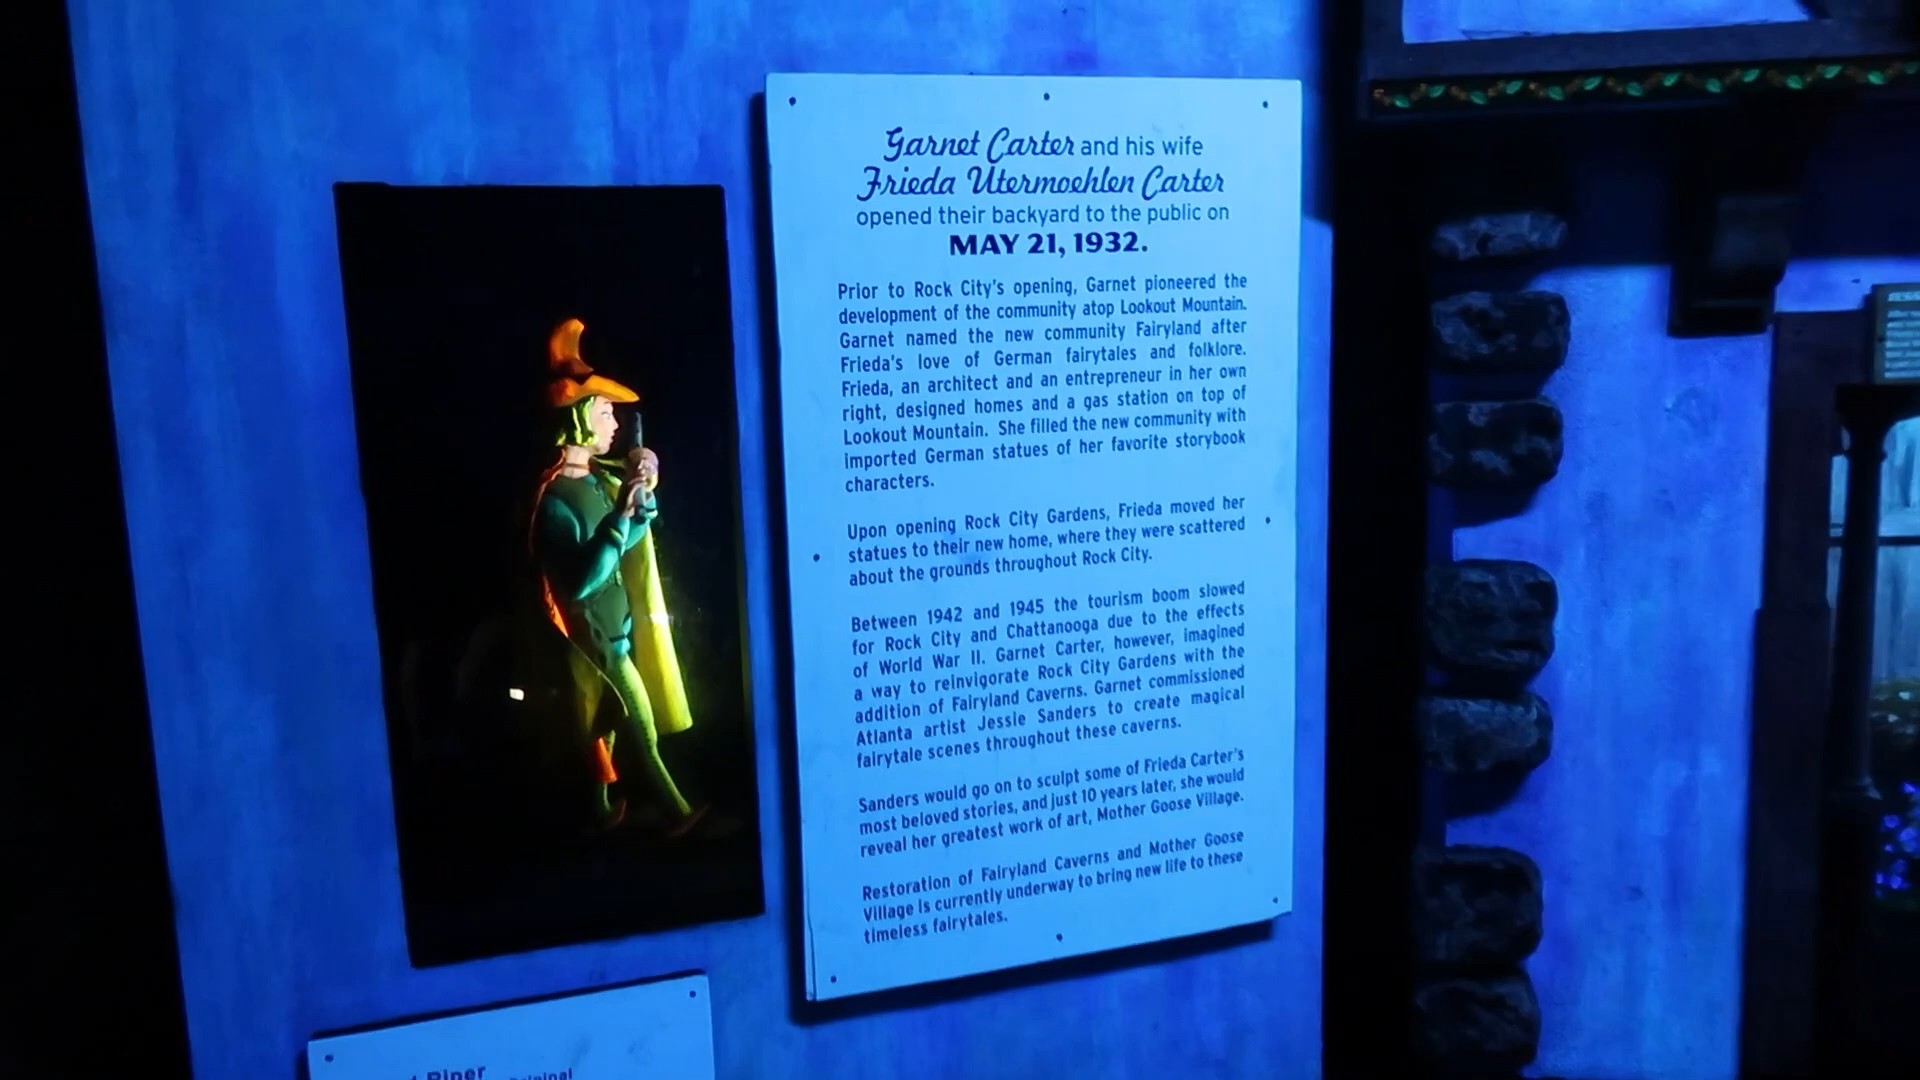 Garnet Carter and his wife
Frieda Utermoehlen Carter
opened their backyard to the public on
MAY 21, 1932.
Prior to Rock City's opening, Garnet pioneered the
development of the community atop Lookout Mountain.
Garnet named the new community Fairyland after
Frieda's love of German fairytales and folklore.
Frieda, an architect and an entrepreneur in her own
right, designed homes and a gas station on top of
Lookout Mountain. She filled the new community with
imported German statues of her favorite storybook
characters.
Upon opening Rock City Gardens, Frieda moved her
statues to their new home, where they were scattered
about the grounds throughout Rock City.
Between 1942 and 1945 the tourism boom slowed
for Rock City and Chattanooga due to the effects
of World War II. Garnet Carter, however, imagined
a way to reinvigorate Rock City Gardens with the
addition of Fairyland Caverns. Garnet commissioned
Atlanta artist Jessie Sanders to create magical
fairytale scenes throughout these caverns.
Sanders would go on to sculpt some of Frieda Carter's
most beloved stories, and just 10 years later, she would
reveal her greatest work of art, Mother Goose Village.
Restoration of Fairyland Caverns and Mother Goose
Village is currently underway to bring new life to these
timeless fairytales.
Piper